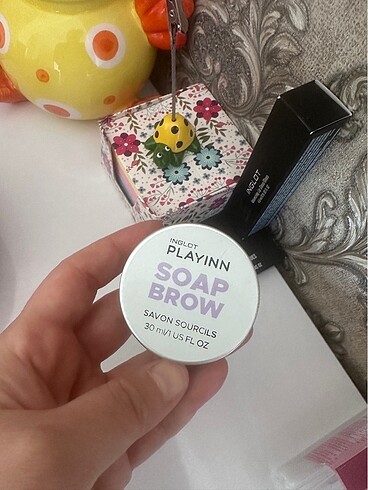 INGLOT
PLAYINN
SOAP
BROW
SAVON SOURCILS
30 ml/1 US FL OZ
INGLOT